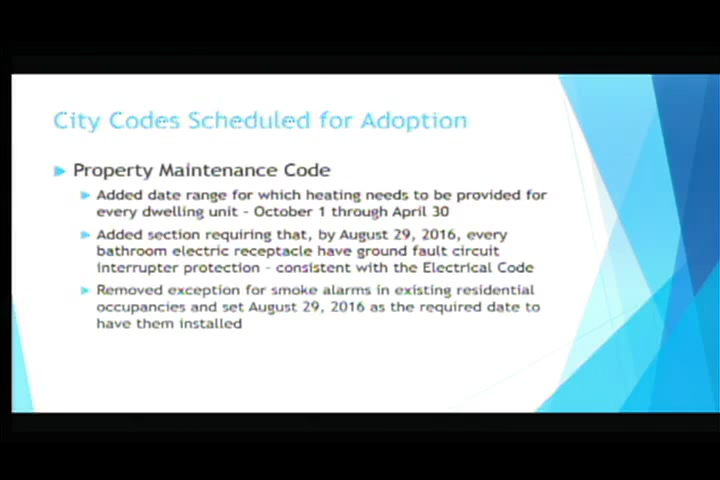 City Codes Scheduled for Adoption
Property Maintenance Code
Added date range for which heating needs to be provided for
every dwelling unit - October 1 through April 30
Added section requiring that, by August 29, 2016, every
bathroom electric receptacle have ground fault circuit
interrupter protection - consistent with the Electrical Code
Removed exception for smoke alarms in existing residential
occupancies and set August 29, 2016 as the required date to
have them installed